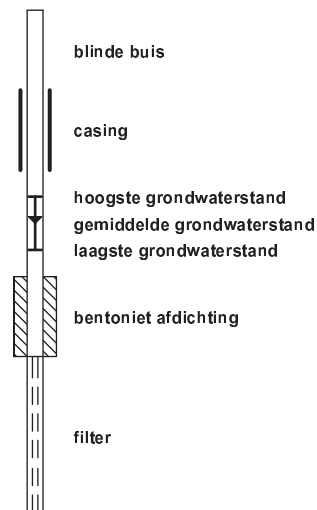 blinde buis
casing
hoogste grondwaterstand
gemiddelde grondwaterstand
laagste grondwaterstand
bentoniet afdichting
filter